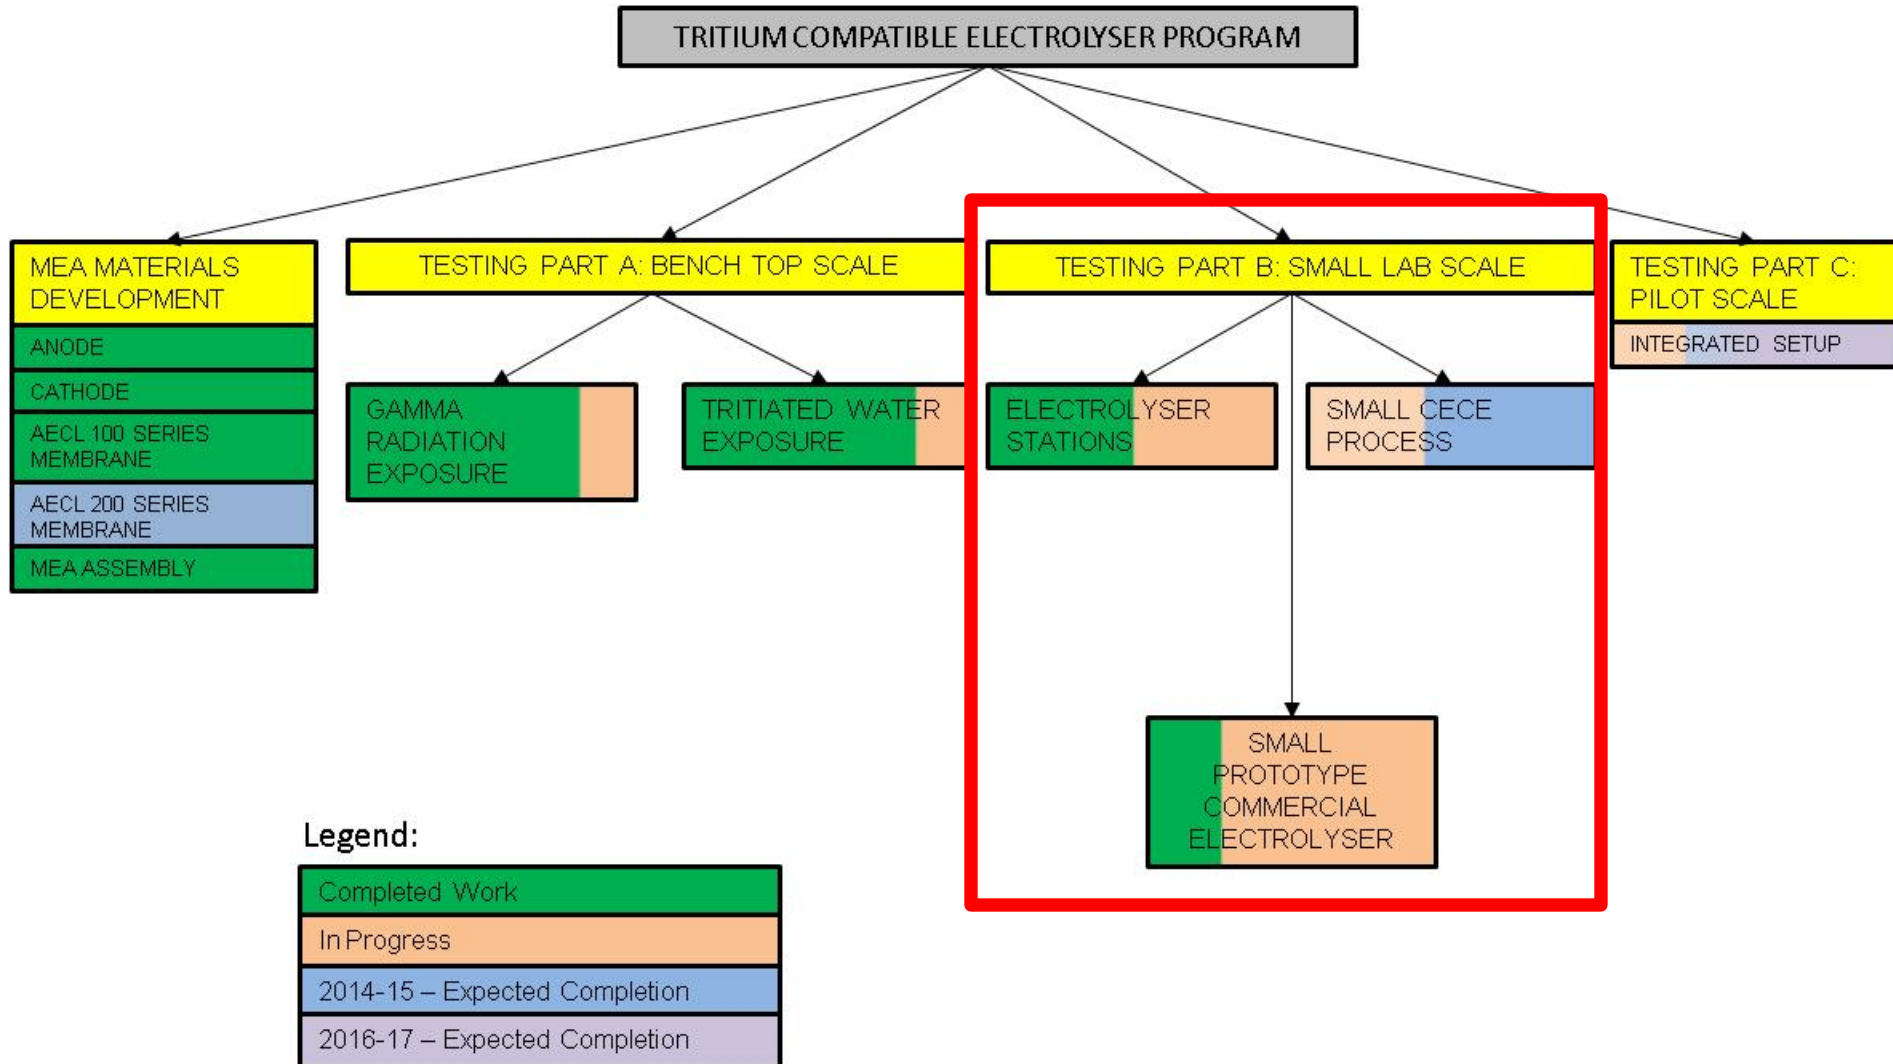 TRITIUM COMPATIBLE ELECTROLYSER PROGRAM
MEA MATERIALS
DEVELOPMENT
ANODE
CATHODE
AECL 100 SERIES
MEMBRANE
AECL 200 SERIES
MEMBRANE
MEA ASSEMBLY
TESTING PART A: BENCH TOP SCALE
GAMMA
RADIATION
EXPOSURE
TRITIATED WATER
EXPOSURE
TESTING PART B: SMALL LAB SCALE
ELECTROLYSER
STATIONS
SMALL CECE
PROCESS
SMALL
PROTOTYPE
COMMERCIAL
ELECTROLYSER
TESTING PART C:
PILOT SCALE
INTEGRATED SETUP
Legend:
Completed Work
In Progress
2014-15 – Expected Completion
2016-17 – Expected Completion